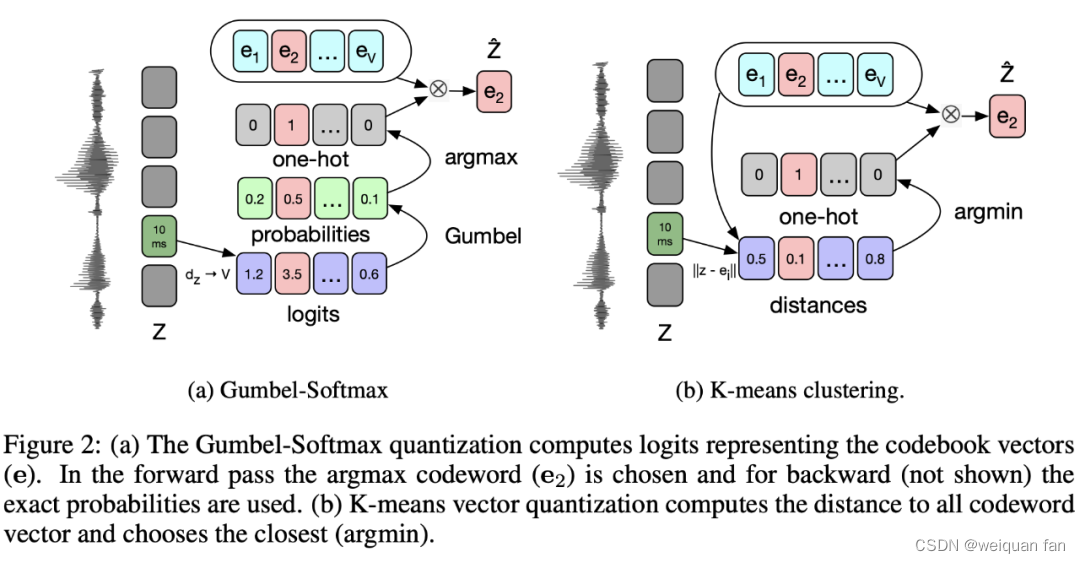 e1 e2 ... eV
Ẑ
e2
0 1 ... 0
one-hot
argmax
0.2 0.5 ... 0.1
probabilities
Gumbel
10 ms
dz → V
1.2 3.5 ... 0.6
logits
Z
(a) Gumbel-Softmax
e1 e2 ... eV
Ẑ
e2
0 1 ... 0
one-hot
argmin
10 ms
||z - ei||
0.5 0.1 ... 0.8
distances
Z
(b) K-means clustering.
Figure 2: (a) The Gumbel-Softmax quantization computes logits representing the codebook vectors
(e). In the forward pass the argmax codeword (e2) is chosen and for backward (not shown) the
exact probabilities are used. (b) K-means vector quantization computes the distance to all codeword
vector and chooses the closest (argmin).
CSDN @weiquan fan